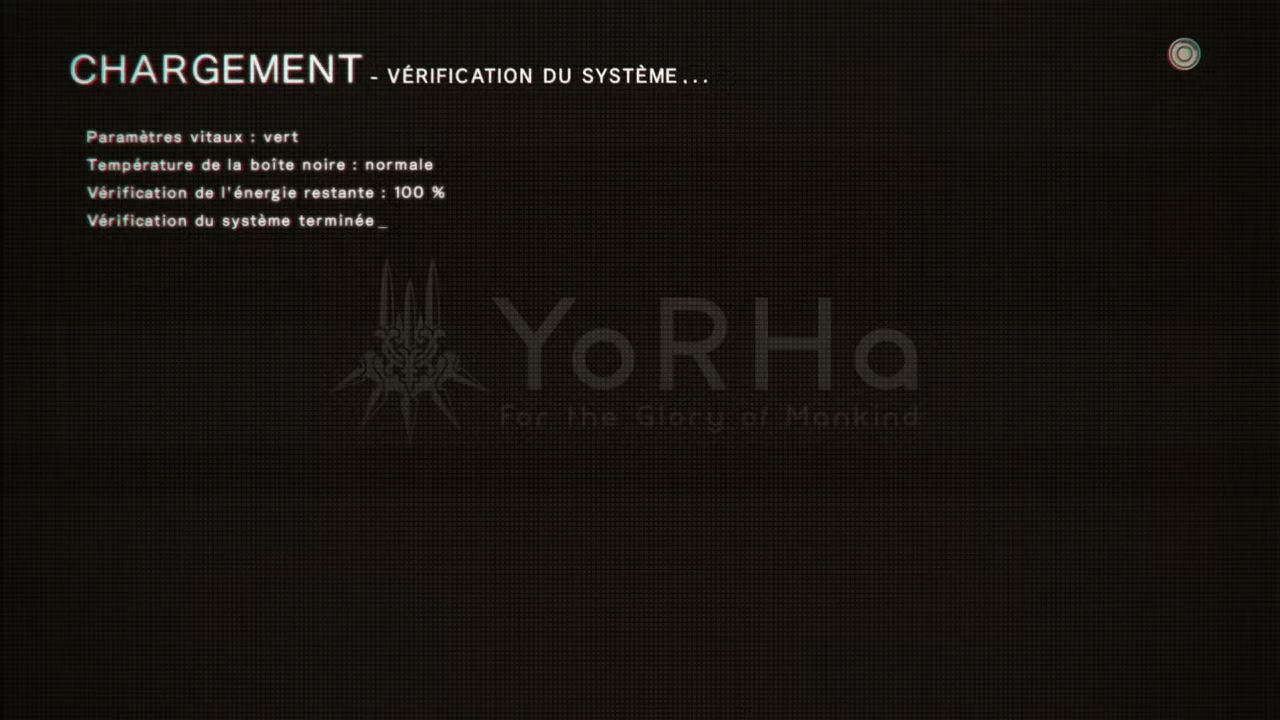 CHARGEMENT - VÉRIFICATION DU SYSTÈME...
Paramètres vitaux : vert
Température de la boîte noire : normale
Vérification de l'énergie restante : 100 %
Vérification du système terminée_
YoRHa
For the Glory of Mankind